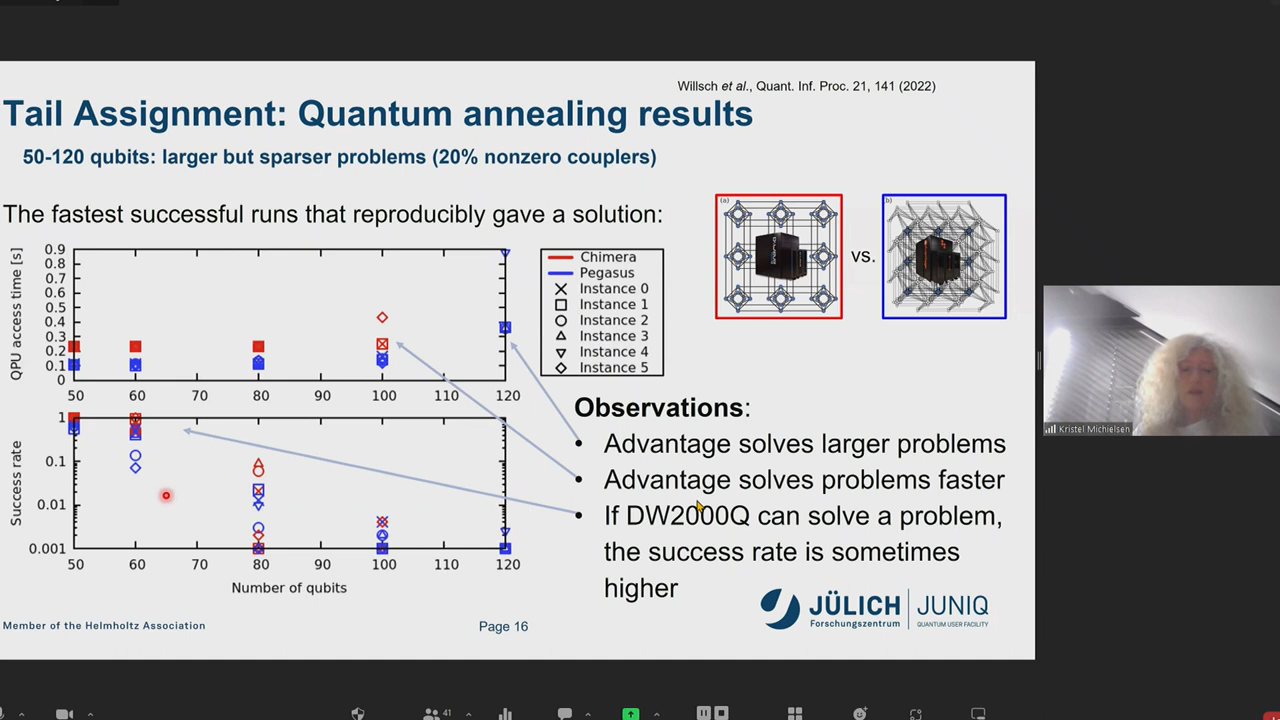 Willsch et al., Quant. Inf. Proc. 21, 141 (2022)
Tail Assignment: Quantum annealing results
50-120 qubits: larger but sparser problems (20% nonzero couplers)
The fastest successful runs that reproducibly gave a solution:
(a)
b)
vs.
QPU access time [s]
0.9
0.8
0.7
0.6
0.5
0.4
0.3
0.2
0.1
0
50 60 70 80 90 100 110 120
Chimera
Pegasus
Instance 0
Instance 1
Instance 2
Instance 3
Instance 4
Instance 5
Success rate
1
0.1
0.01
0.001
50 60 70 80 90 100 110 120
Number of qubits
Observations:
• Advantage solves larger problems
• Advantage solves problems faster
• If DW2000Q can solve a problem,
the success rate is sometimes
higher
JÜLICH
Forschungszentrum
JUNIQ
QUANTUM USER FACILITY
Member of the Helmholtz Association
Page 16
Kristel Michielsen
41